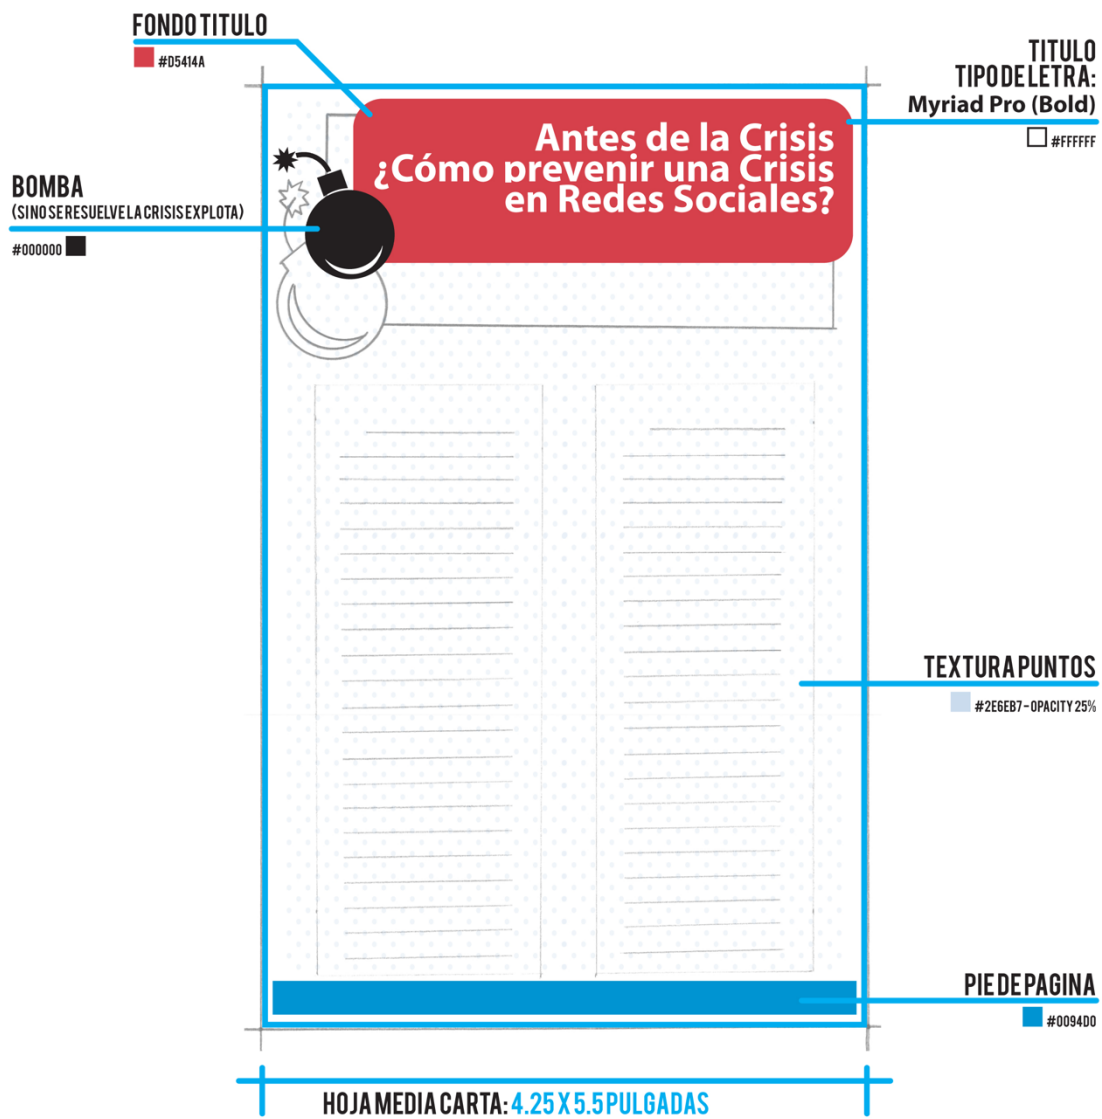 FONDO TITULO
#D5414A
TITULO
TIPO DE LETRA:
Myriad Pro (Bold)
#FFFFFF
Antes de la Crisis
¿Cómo prevenir una Crisis
en Redes Sociales?
BOMBA
(SI NO SE RESUELVE LA CRISIS EXPLOTA)
#000000
TEXTURA PUNTOS
#2E6EB7 - OPACITY 25%
PIE DE PAGINA
#0094D0
HOJA MEDIA CARTA: 4.25 X 5.5 PULGADAS